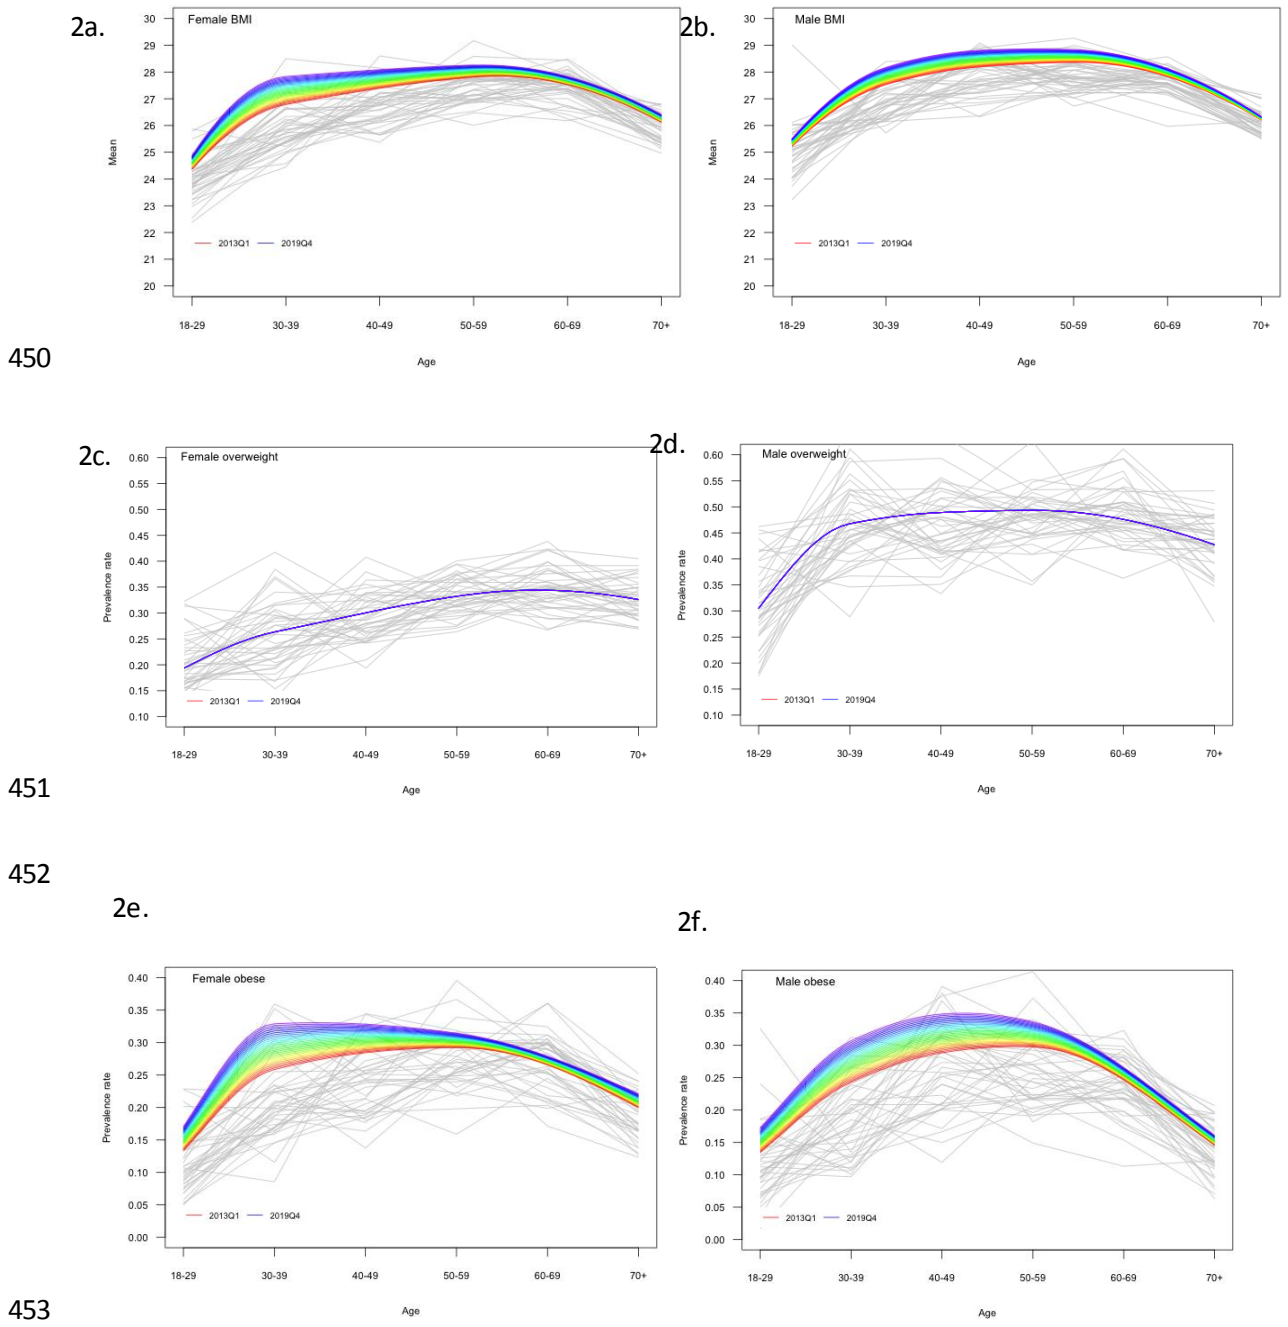 2a.
Female BMI
30
29
28
27
26
25
24
23
22
21
20
Mean
2013Q1 2019Q4
18-29 30-39 40-49 50-59 60-69 70+
Age
2b.
Male BMI
30
29
28
27
26
25
24
23
22
21
20
Mean
2013Q1 2019Q4
18-29 30-39 40-49 50-59 60-69 70+
Age
450
2c.
Female overweight
0.60
0.55
0.50
0.45
0.40
0.35
0.30
0.25
0.20
0.15
0.10
Prevalence rate
2013Q1 2019Q4
18-29 30-39 40-49 50-59 60-69 70+
Age
2d.
Male overweight
0.60
0.55
0.50
0.45
0.40
0.35
0.30
0.25
0.20
0.15
0.10
Prevalence rate
2013Q1 2019Q4
18-29 30-39 40-49 50-59 60-69 70+
Age
451
452
2e.
Female obese
0.40
0.35
0.30
0.25
0.20
0.15
0.10
0.05
0.00
Prevalence rate
2013Q1 2019Q4
18-29 30-39 40-49 50-59 60-69 70+
Age
2f.
Male obese
0.40
0.35
0.30
0.25
0.20
0.15
0.10
0.05
0.00
Prevalence rate
2013Q1 2019Q4
18-29 30-39 40-49 50-59 60-69 70+
Age
453